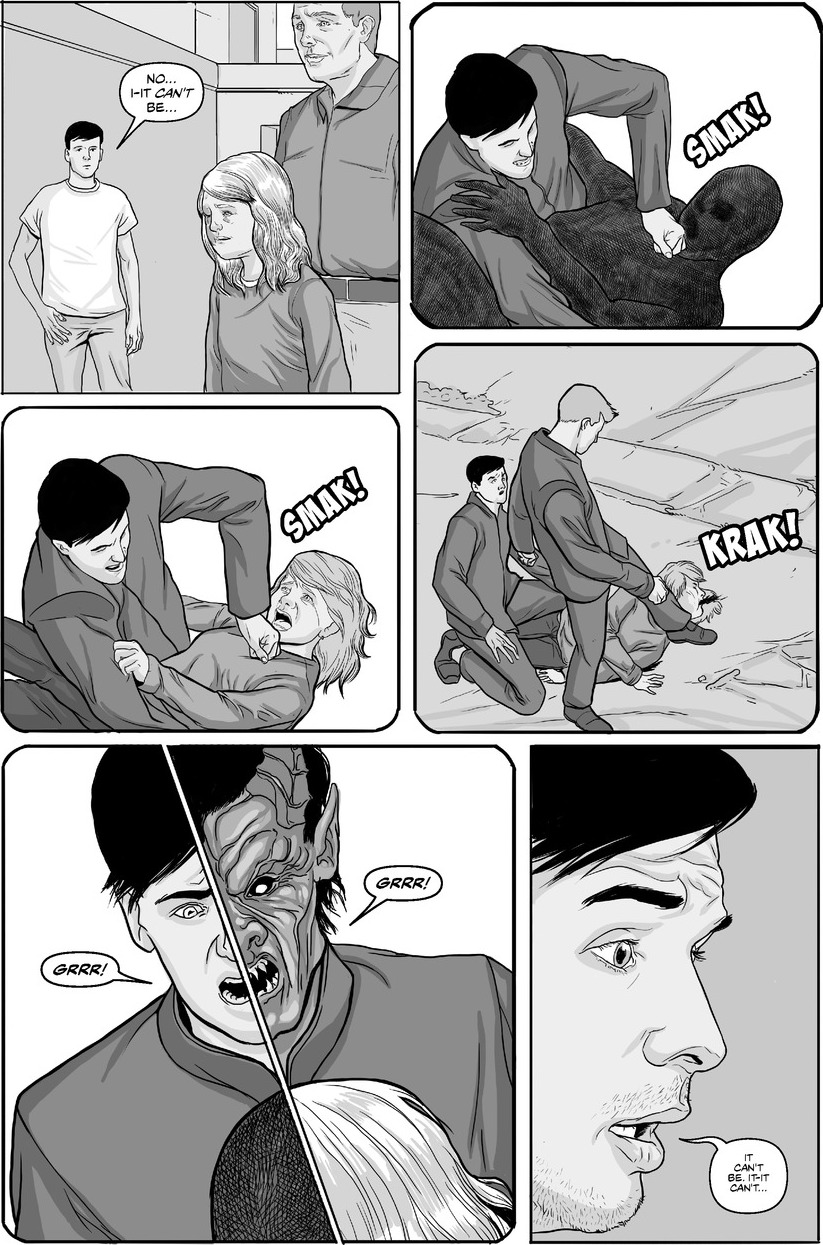 NO...
I-IT CAN'T
BE...
SMAK!
SMAK!
KRAK!
GRRR!
GRRR!
IT
CAN'T
BE. IT-IT
CAN'T...